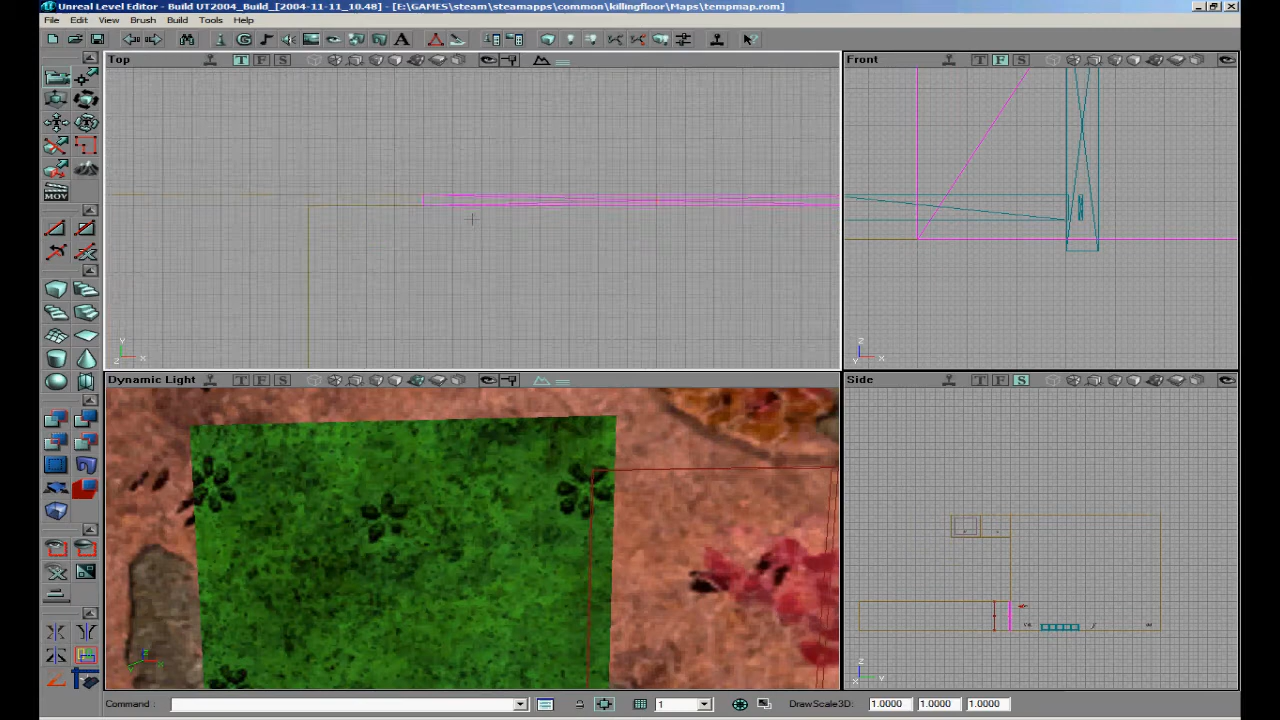 Unreal Level Editor - Build UT2004_Build_[2004-11-11_10.48] - [E:\GAMES\steam\steamapps\common\killingfloor\Maps\tempmap.rom]
File Edit View Brush Build Tools Help
Top T F S
Front T F S
MOV
Y
Z X
Z
Y X
Dynamic Light T F S
Side T F S
Z
X Y
Command : 1 DrawScale3D: 1.0000 1.0000 1.0000